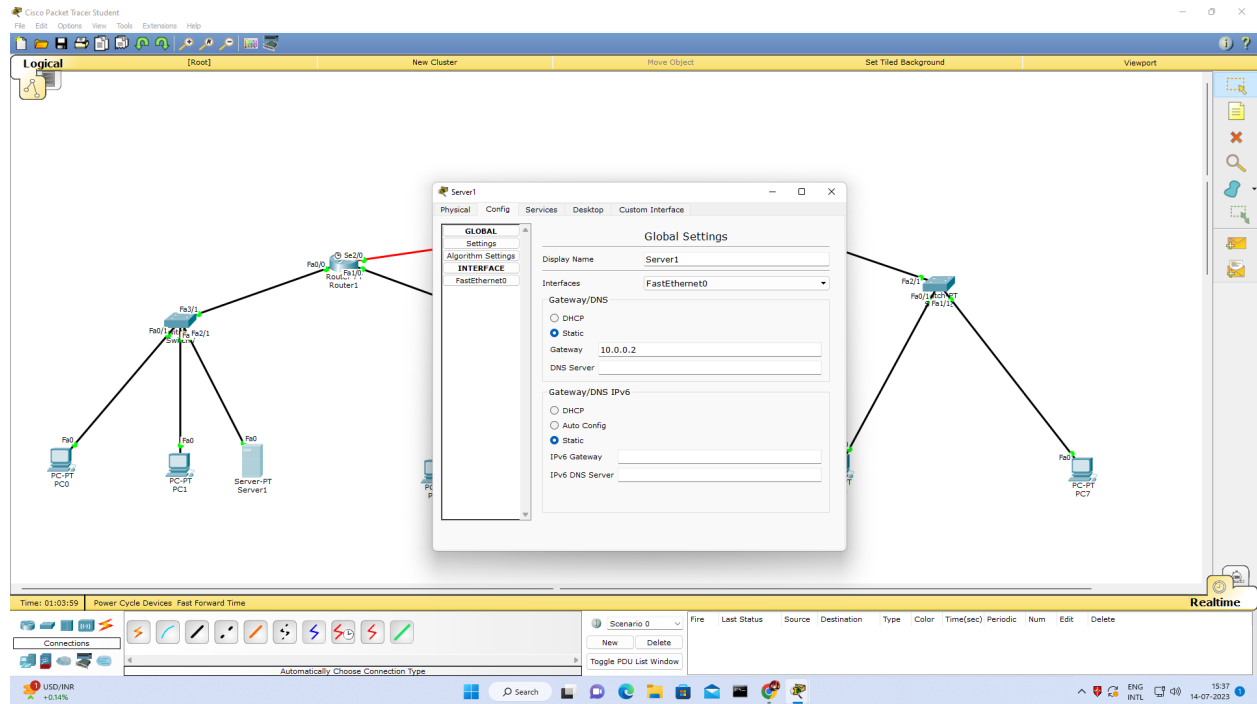 Cisco Packet Tracer Student
File Edit Options View Tools Extensions Help
Logical [Root] New Cluster Move Object Set Tiled Background Viewport
Server1
Physical Config Services Desktop Custom Interface
GLOBAL
Settings
Algorithm Settings
INTERFACE
FastEthernet0
Global Settings
Display Name Server1
Interfaces FastEthernet0
Gateway/DNS
DHCP
Static
Gateway 10.0.0.2
DNS Server
Gateway/DNS IPv6
DHCP
Auto Config
Static
IPv6 Gateway
IPv6 DNS Server
Se2/0
Fa0/0
Fa1/0
Router1
Fa3/1
Fa0/1 Fa2/1
Fa0
PC-PT
PC0
Fa0
PC-PT
PC1
Fa0
Server-PT
Server1
Fa2/1
Fa0/1
Fa1/1
Fa0
PC-PT
PC7
Time: 01:03:59 Power Cycle Devices Fast Forward Time Realtime
Connections
Automatically Choose Connection Type
Scenario 0
New Delete
Toggle PDU List Window
Fire Last Status Source Destination Type Color Time(sec) Periodic Num Edit Delete
USD/INR
+0.14%
Search
ENG
INTL
15:37
14-07-2023